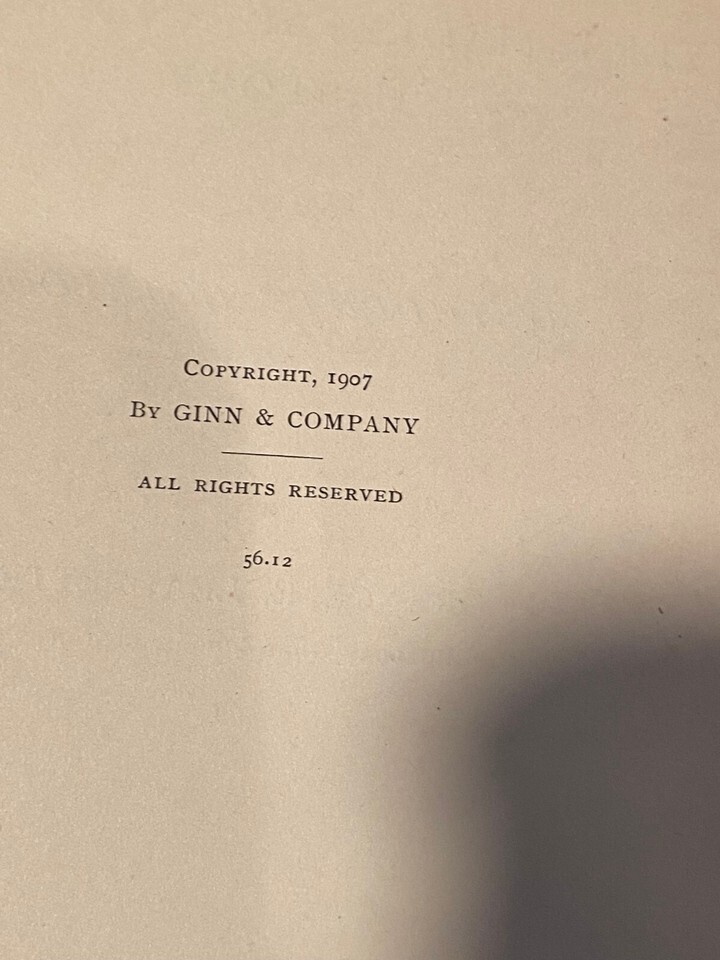 COPYRIGHT, 1907
BY GINN & COMPANY
ALL RIGHTS RESERVED
56.12